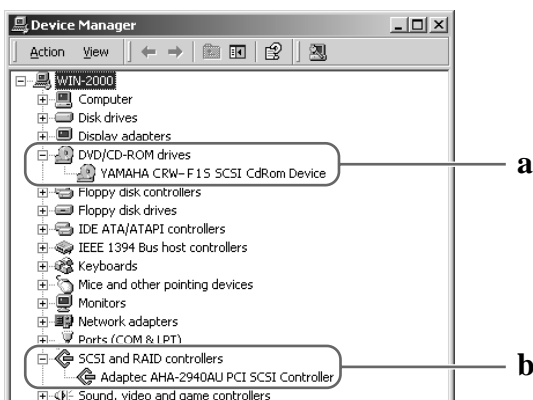 Device Manager
Action View
WIN-2000
Computer
Disk drives
Display adapters
DVD/CD-ROM drives
YAMAHA CRW-F1S SCSI CdRom Device
a
Floppy disk controllers
Floppy disk drives
IDE ATA/ATAPI controllers
IEEE 1394 Bus host controllers
Keyboards
Mice and other pointing devices
Monitors
Network adapters
Ports (COM & LPT)
SCSI and RAID controllers
Adaptec AHA-2940AU PCI SCSI Controller
b
Sound, video and game controllers